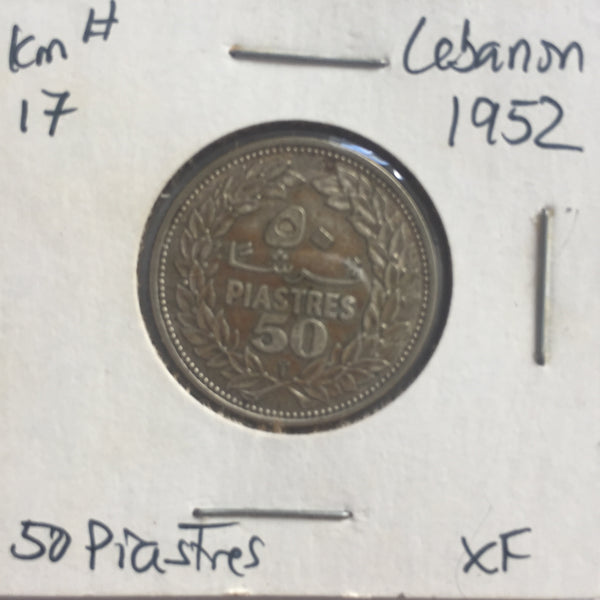 Km # Lebanon
17 1952
٥٠
قرشا
PIASTRES
50
50 Piastres XF